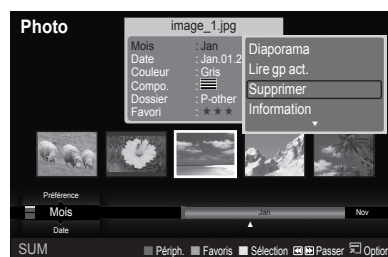 Photo
image_1.jpg
Mois : Jan
Date : Jan.01.2
Couleur : Gris
Compo. :
Dossier : P-other
Favori : ★★★
Diaporama
Lire gp act.
Supprimer
Information
Préférence
Mois
Date
Jan
Nov
SUM
Périph. Favoris Sélection Passer Option